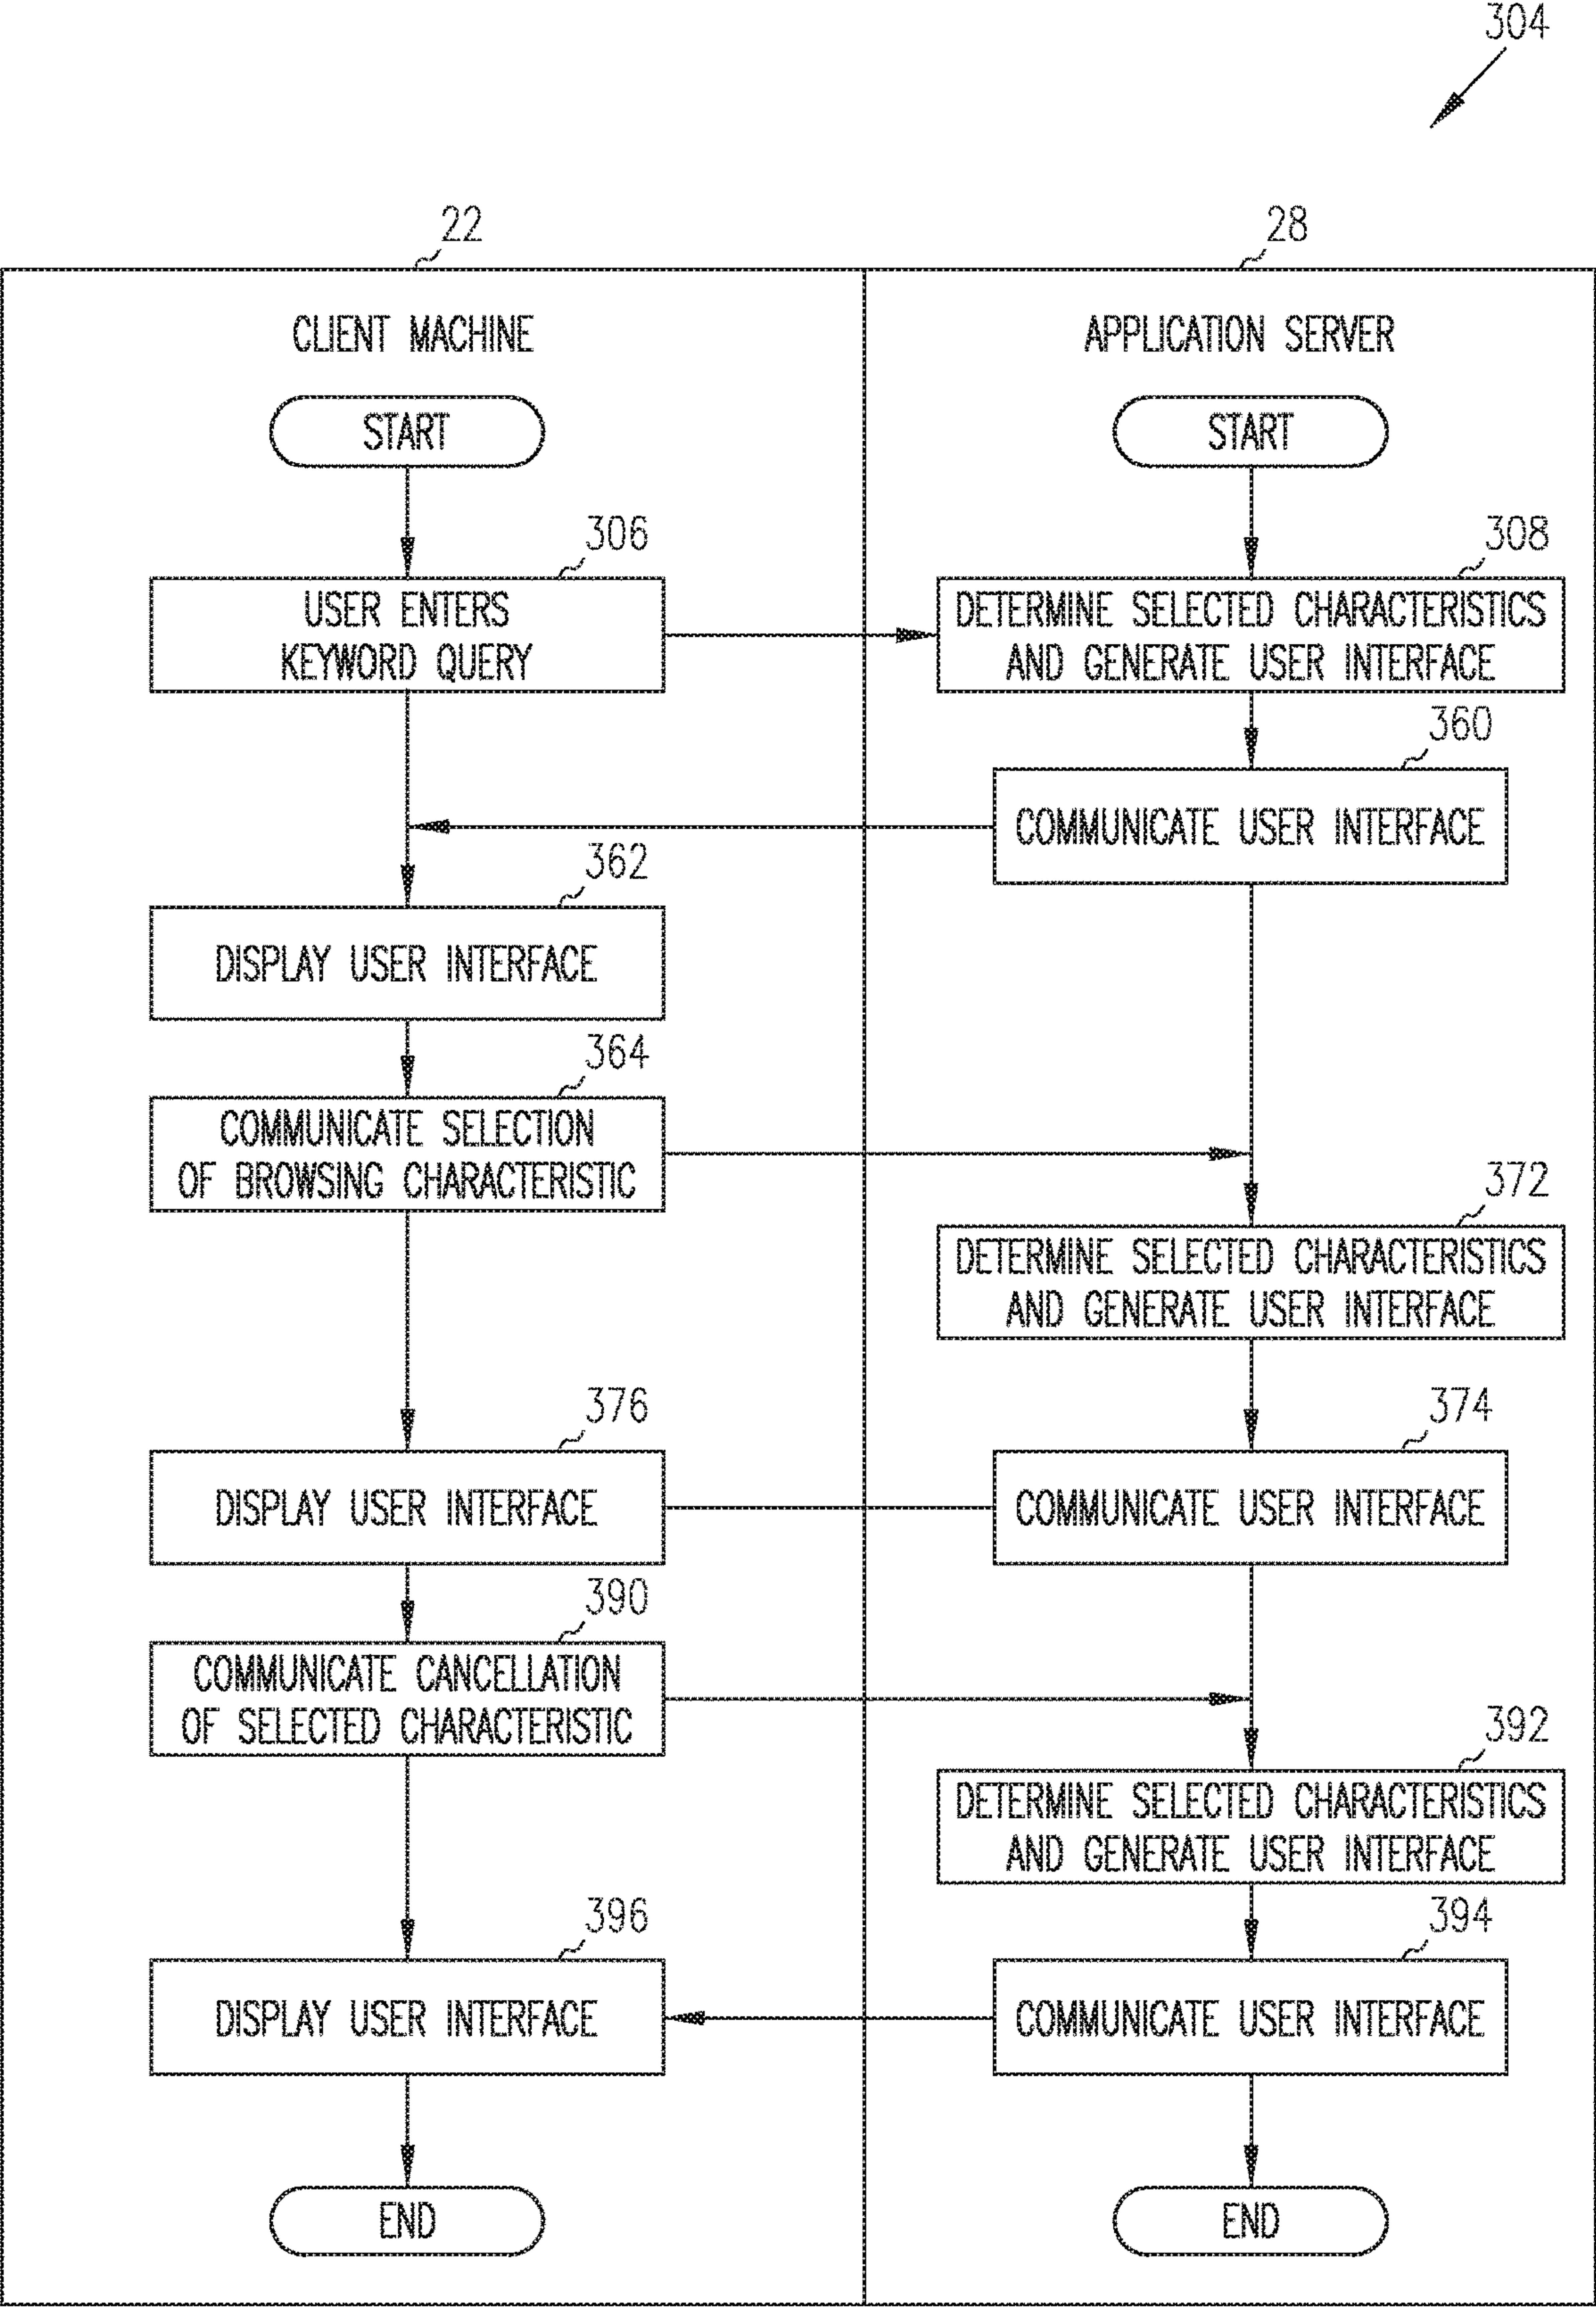 304
22
28
CLIENT MACHINE
APPLICATION SERVER
START
START
306
308
USER ENTERS
KEYWORD QUERY
DETERMINE SELECTED CHARACTERISTICS
AND GENERATE USER INTERFACE
360
COMMUNICATE USER INTERFACE
362
DISPLAY USER INTERFACE
364
COMMUNICATE SELECTION
OF BROWSING CHARACTERISTIC
372
DETERMINE SELECTED CHARACTERISTICS
AND GENERATE USER INTERFACE
376
374
DISPLAY USER INTERFACE
COMMUNICATE USER INTERFACE
390
COMMUNICATE CANCELLATION
OF SELECTED CHARACTERISTIC
392
DETERMINE SELECTED CHARACTERISTICS
AND GENERATE USER INTERFACE
396
394
DISPLAY USER INTERFACE
COMMUNICATE USER INTERFACE
END
END